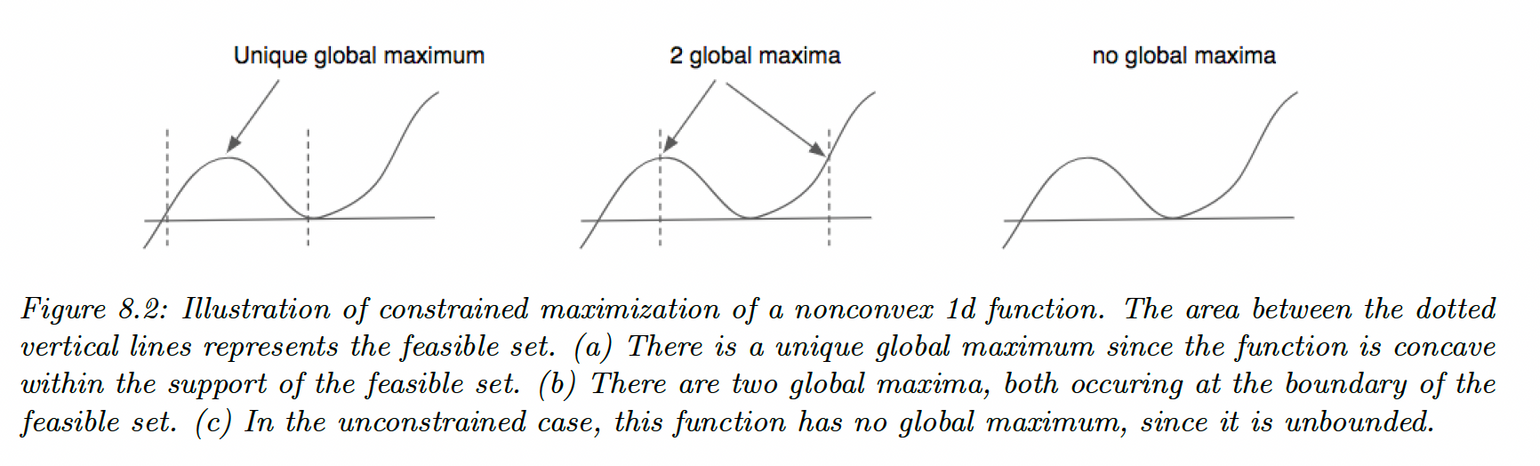 Unique global maximum
2 global maxima
no global maxima
Figure 8.2: Illustration of constrained maximization of a nonconvex 1d function. The area between the dotted
vertical lines represents the feasible set. (a) There is a unique global maximum since the function is concave
within the support of the feasible set. (b) There are two global maxima, both occuring at the boundary of the
feasible set. (c) In the unconstrained case, this function has no global maximum, since it is unbounded.